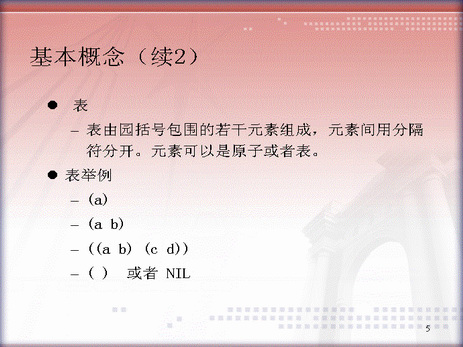 基本概念（续2）
● 表
– 表由园括号包围的若干元素组成，元素间用分隔
符分开。元素可以是原子或者表。
● 表举例
– (a)
– (a b)
– ((a b) (c d))
– ( ) 或者 NIL
5